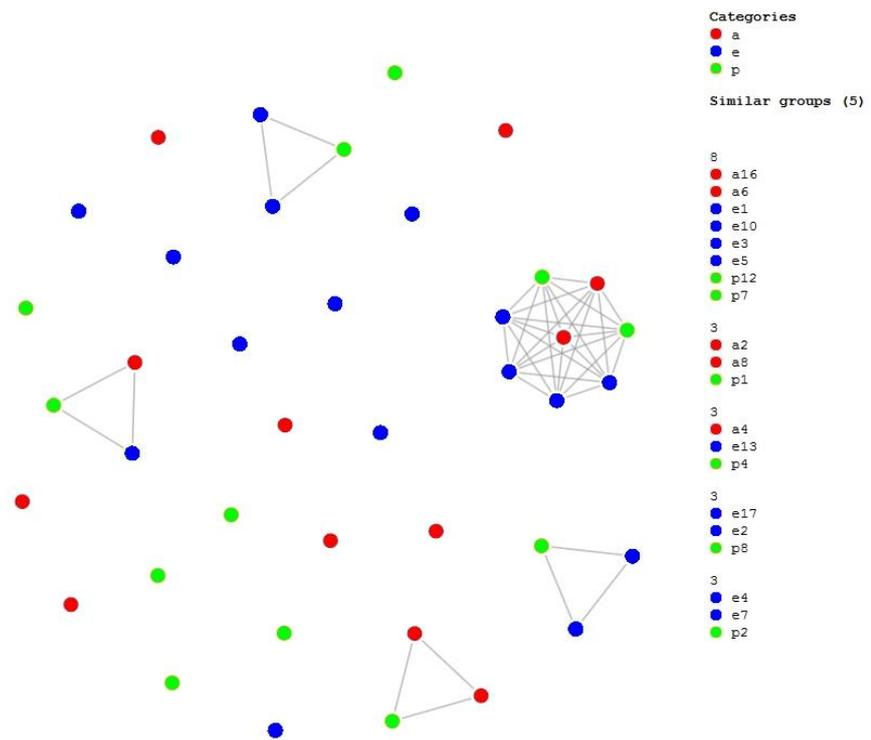 Categories
a
e
p
Similar groups (5)
8
a16
a6
e1
e10
e3
e5
p12
p7
3
a2
a8
p1
3
a4
e13
p4
3
e17
e2
p8
3
e4
e7
p2